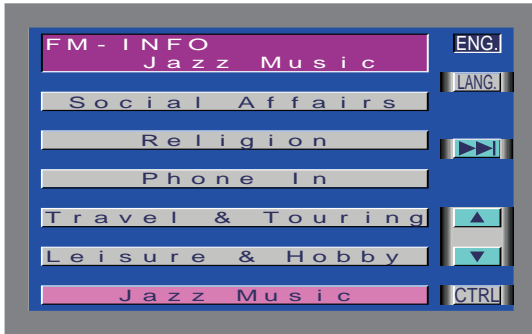 FM-INFO
Jazz Music
Social Affairs
Religion
Phone In
Travel & Touring
Leisure & Hobby
Jazz Music
ENG.
LANG.
CTRL